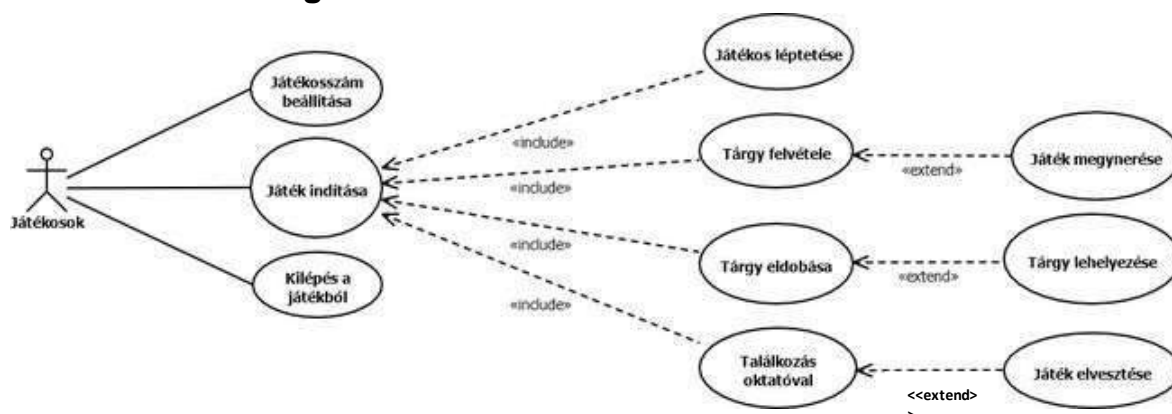 g
Játékosok
Játékosszám
beállítása
Játék indítása
Kilépés a
játékból
«include»
«include»
«include»
«include»
Játékos léptetése
Tárgy felvétele
Tárgy eldobása
Találkozás
oktatóval
«extend»
«extend»
<<extend>
>
Játék megynerése
Tárgy lehelyezése
Játék elvesztése